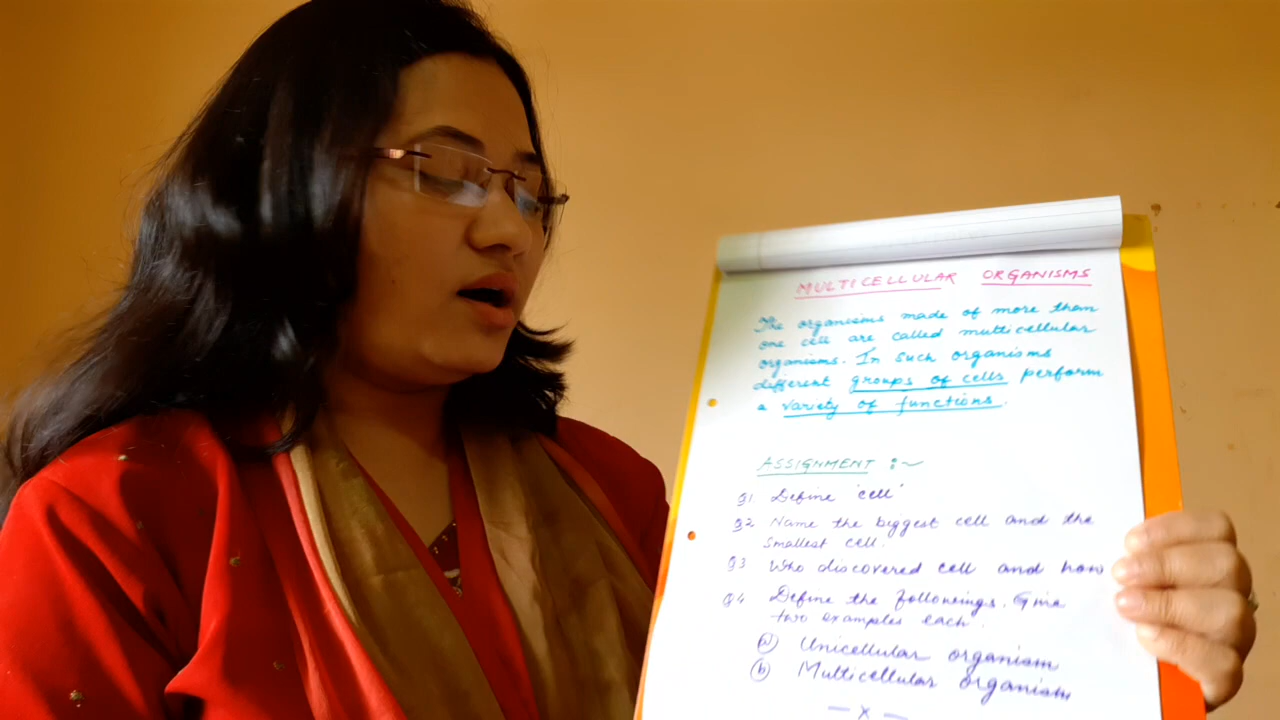 MULTICELLULAR ORGANISMS
The organisms made of more than
one cell are called multicellular
organisms. In such organisms
different groups of cells perform
a variety of functions.
ASSIGNMENT :~
Q1 Define 'cell'
Q2 Name the biggest cell and the
smallest cell.
Q3 Who discovered cell and how
Q4 Define the followings. Give
two examples each.
(a) Unicellular organism
(b) Multicellular organism
— x —